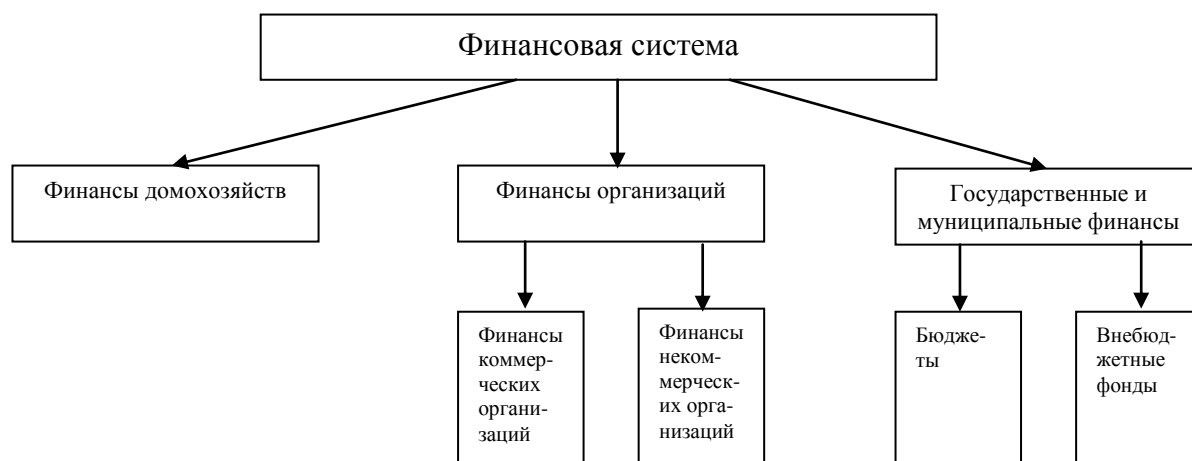 Финансовая система
Финансы домохозяйств
Финансы организаций
Государственные и
муниципальные финансы
Финансы
коммер-
ческих
органи-
заций
Финансы
неком-
мерческ-
их орга-
низаций
Бюдже-
ты
Внебюд-
жетные
фонды